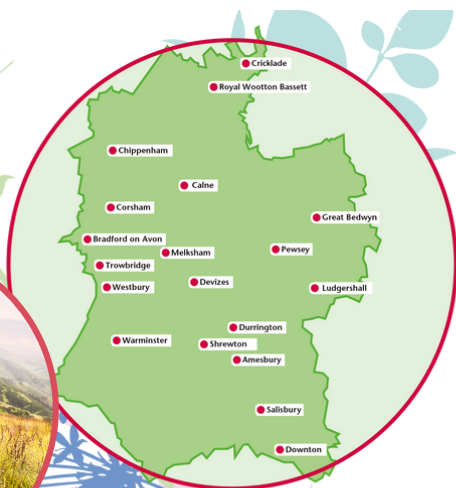 Cricklade
Royal Wootton Bassett
Chippenham
Calne
Corsham
Great Bedwyn
Bradford on Avon
Melksham
Pewsey
Trowbridge
Westbury
Devizes
Ludgershall
Durrington
Warminster
Shrewton
Amesbury
Salisbury
Downton